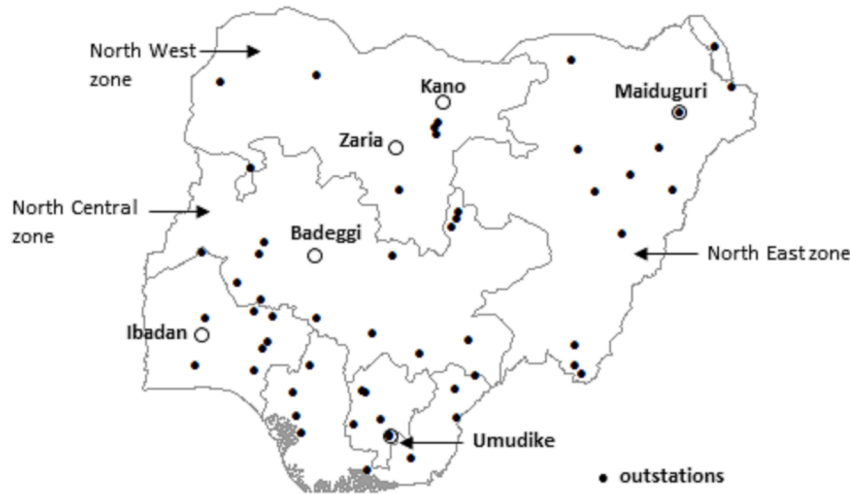 North West
zone
Kano
Maiduguri
Zaria
North Central
zone
Badeggi
North East zone
Ibadan
Umudike
outstations